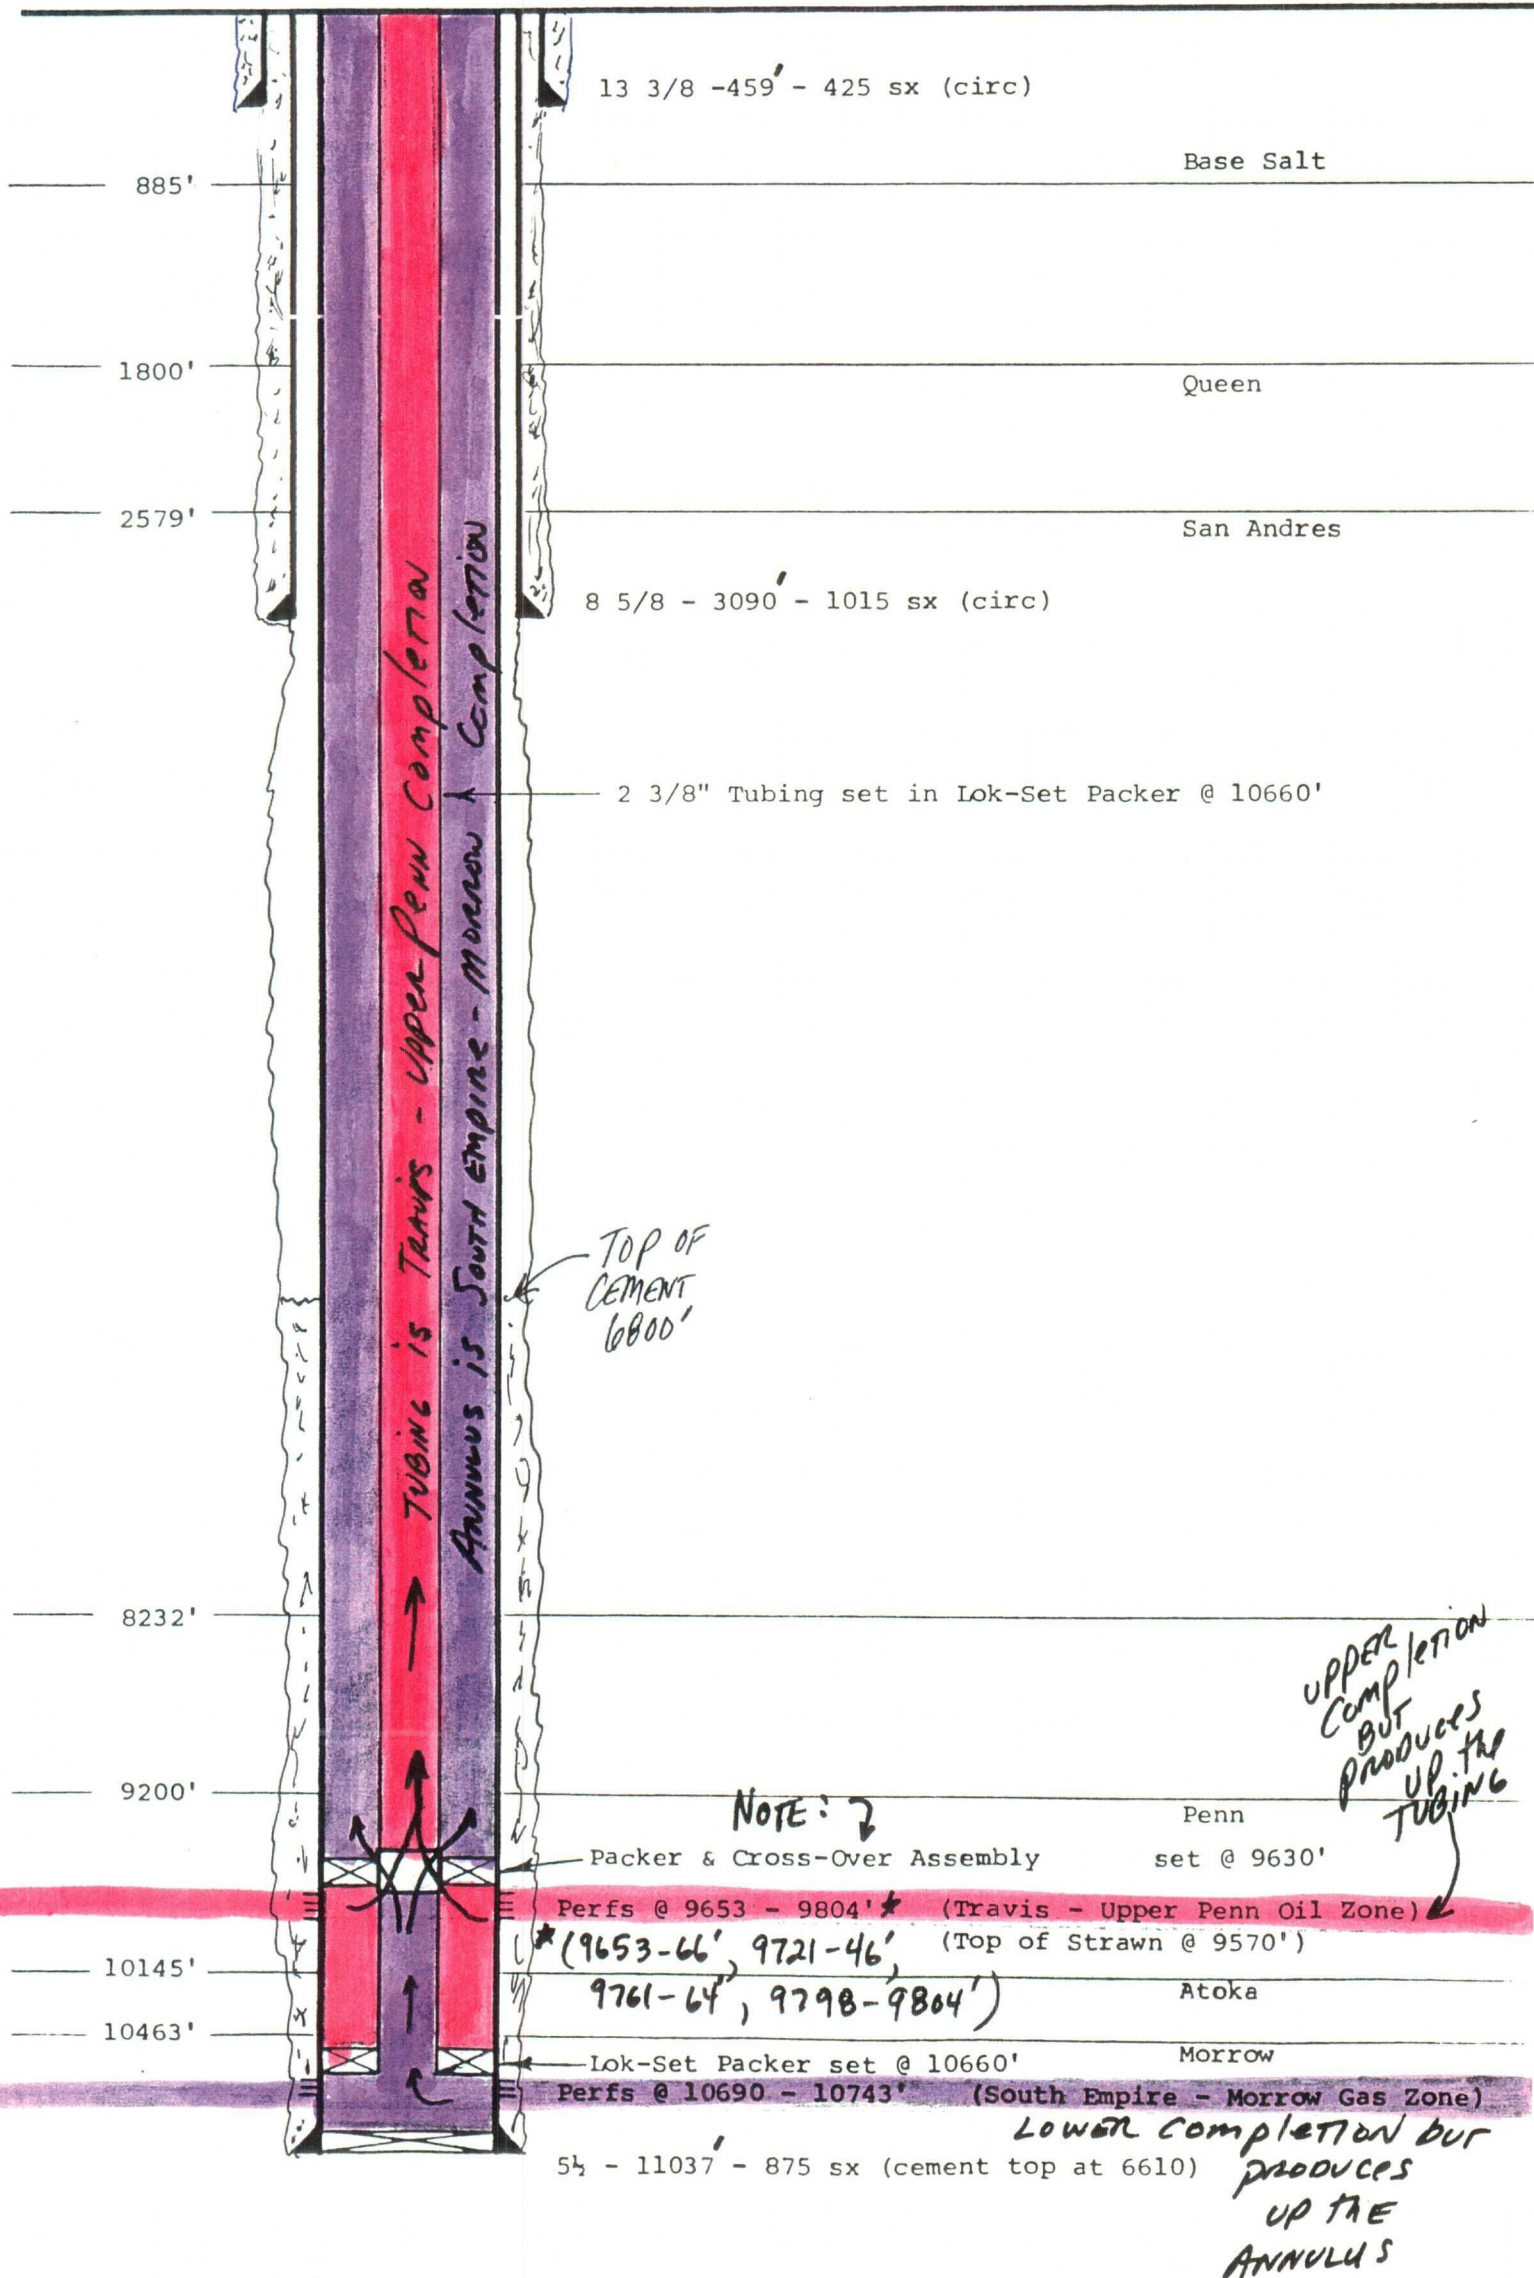 13 3/8 -459' - 425 sx (circ)
Base Salt
885'
1800'
Queen
2579'
San Andres
8 5/8 - 3090' - 1015 sx (circ)
2 3/8" Tubing set in Lok-Set Packer @ 10660'
TUBING is TRAVIS - UPPER PENN COMPLETION
ANNULUS is SOUTH EMPIRE - MORROW COMPLETION
TOP OF
CEMENT
6800'
8232'
UPPER
COMPLETION
BUT
PRODUCES
UP the
TUBING
9200'
NOTE:
Penn
Packer & Cross-Over Assembly set @ 9630'
Perfs @ 9653 - 9804'* (Travis - Upper Penn Oil Zone)
*(9653-66', 9721-46', (Top of Strawn @ 9570')
10145'
9761-64', 9798-9804')
Atoka
10463'
Morrow
Lok-Set Packer set @ 10660'
Perfs @ 10690 - 10743' (South Empire - Morrow Gas Zone)
LOWER COMPLETION BUT
PRODUCES
UP THE
ANNULUS
5½ - 11037' - 875 sx (cement top at 6610)